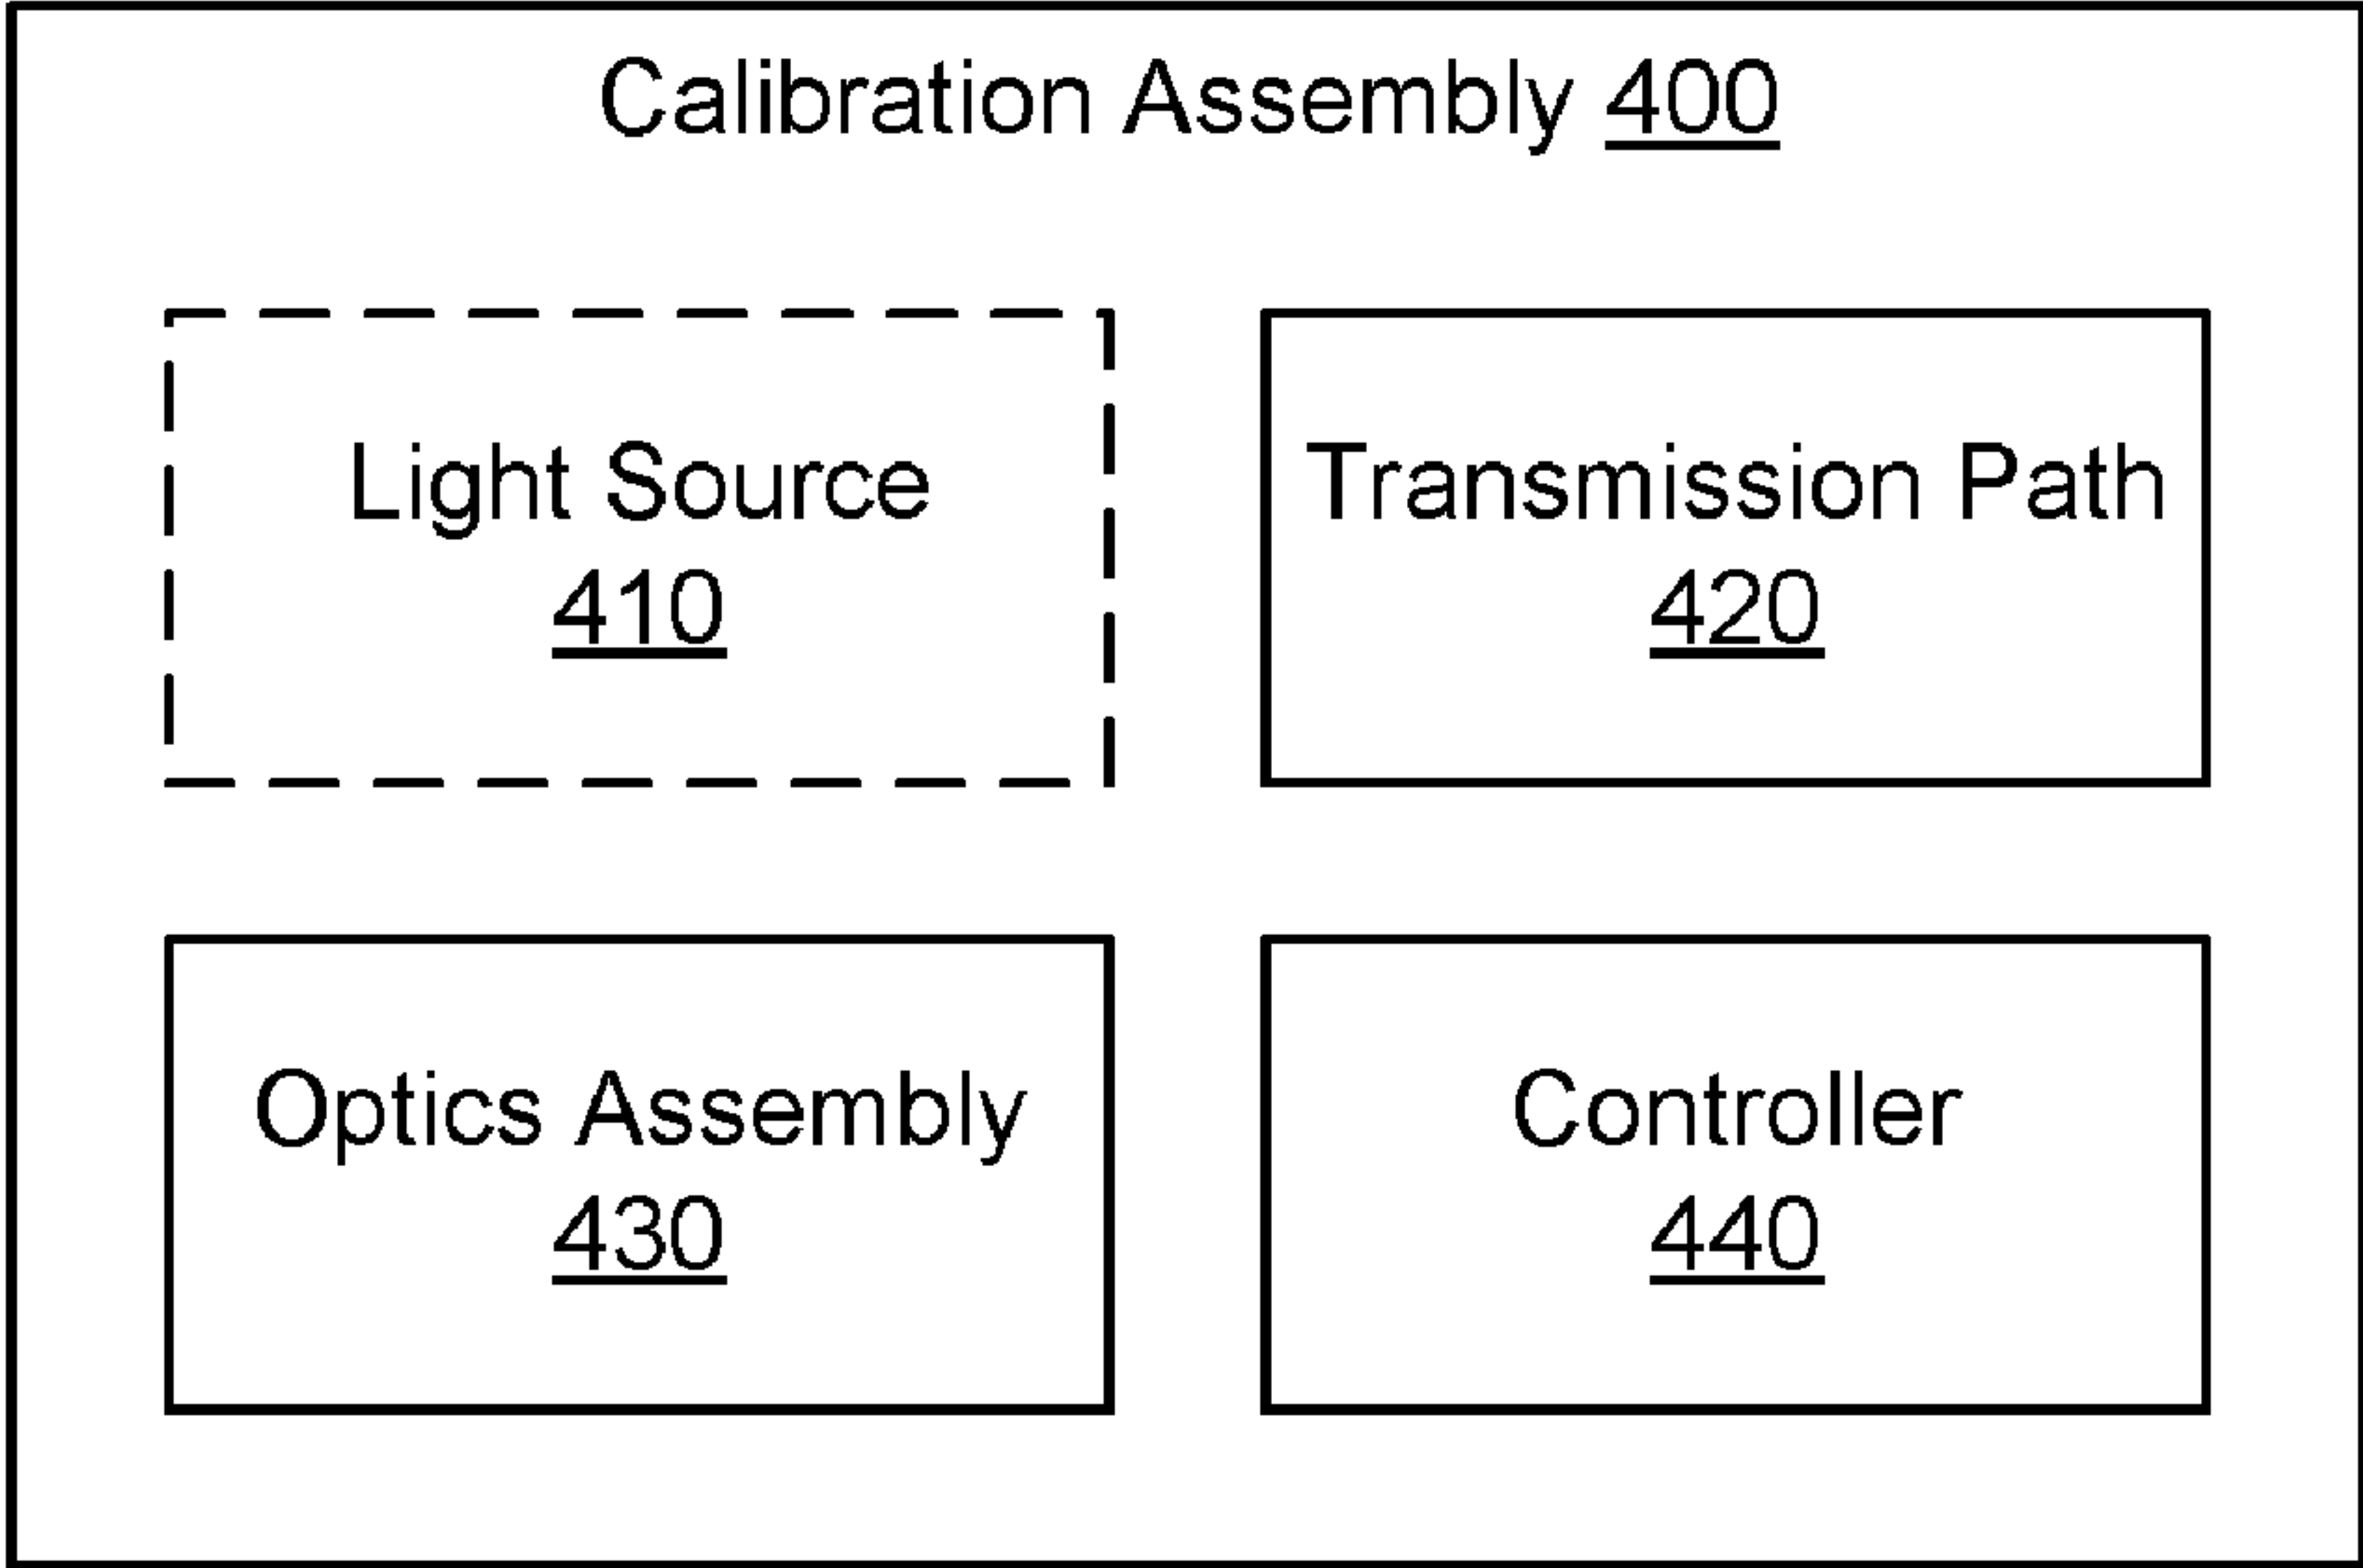 Calibration Assembly 400
Light Source
410
Transmission Path
420
Optics Assembly
430
Controller
440